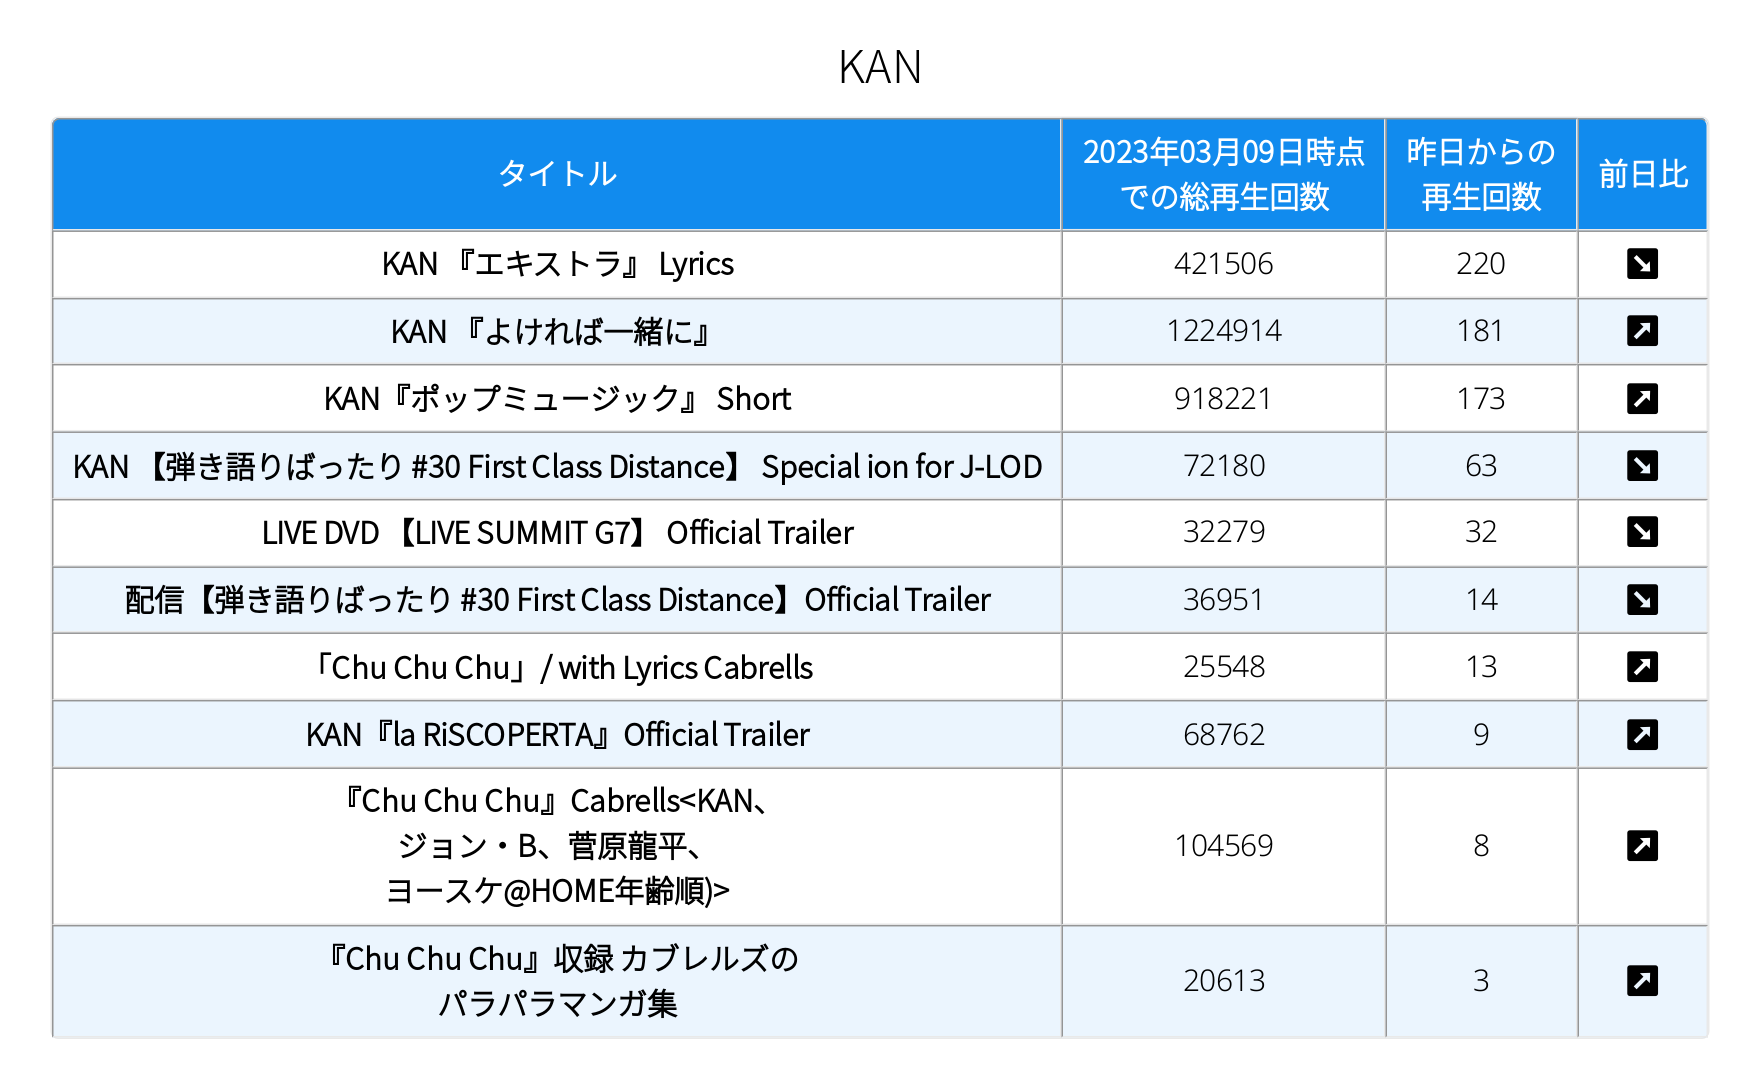 KAN
タイトル
2023年03月09日時点
での総再生回数
昨日からの
再生回数
前日比
KAN 『エキストラ』 Lyrics
421506
220
KAN 『よければ一緒に』
1224914
181
KAN『ポップミュージック』 Short
918221
173
KAN 【弾き語りばったり #30 First Class Distance】 Special ion for J-LOD
72180
63
LIVE DVD 【LIVE SUMMIT G7】 Official Trailer
32279
32
配信【弾き語りばったり #30 First Class Distance】Official Trailer
36951
14
「Chu Chu Chu」/ with Lyrics Cabrells
25548
13
KAN『la RiSCOPERTA』Official Trailer
68762
9
『Chu Chu Chu』Cabrells<KAN、
ジョン・B、菅原龍平、
ヨースケ@HOME年齢順)>
104569
8
『Chu Chu Chu』収録 カブレルズの
パラパラマンガ集
20613
3